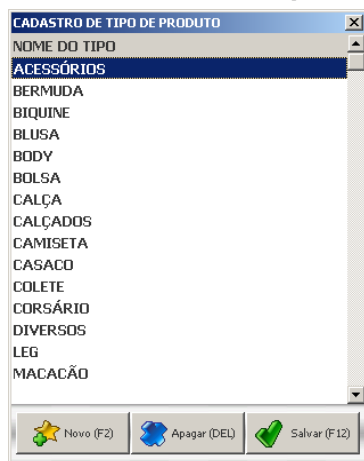 CADASTRO DE TIPO DE PRODUTO
NOME DO TIPO
ACESSÓRIOS
BERMUDA
BIQUINE
BLUSA
BODY
BOLSA
CALÇA
CALÇADOS
CAMISETA
CASACO
COLETE
CORSÁRIO
DIVERSOS
LEG
MACACÃO
Novo (F2) Apagar (DEL) Salvar (F12)